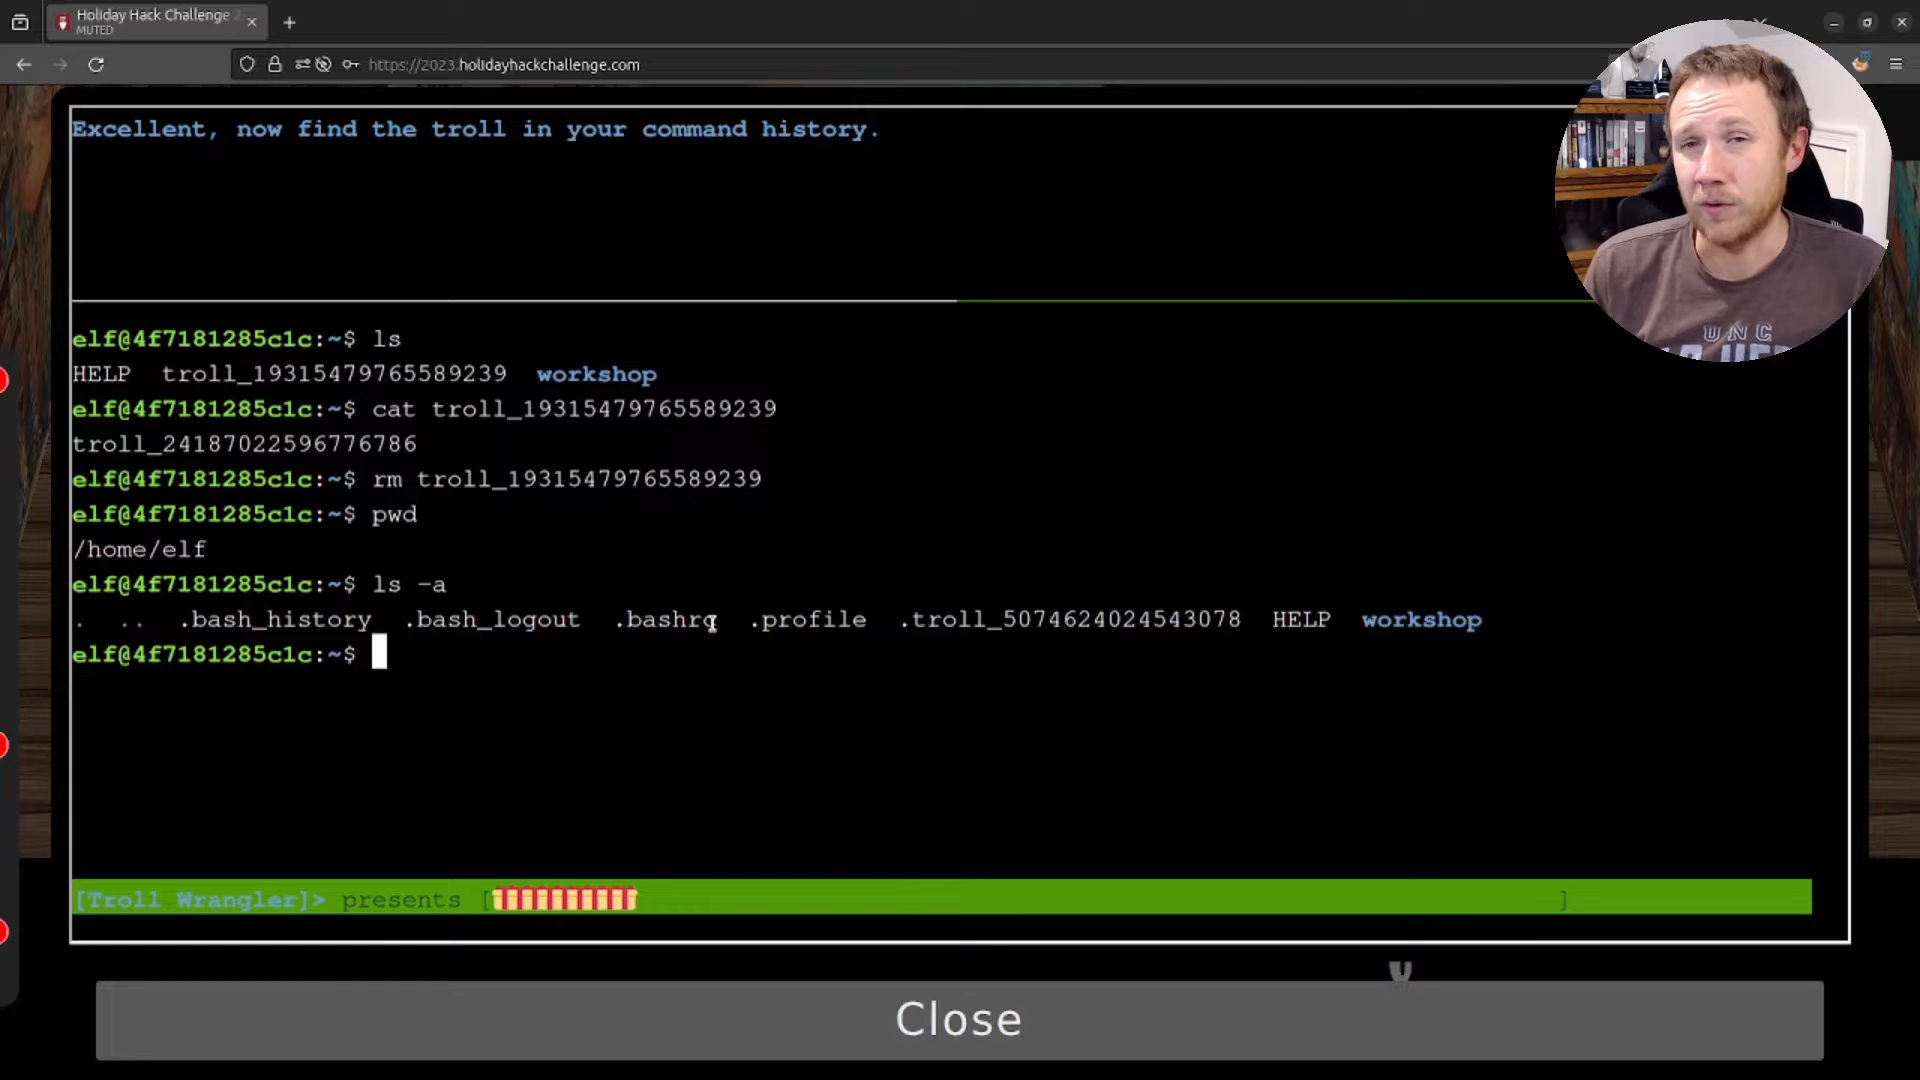 Holiday Hack Challenge 2
MUTED
https://2023.holidayhackchallenge.com
Excellent, now find the troll in your command history.
elf@4f7181285c1c:~$ ls
HELP troll_19315479765589239 workshop
elf@4f7181285c1c:~$ cat troll_19315479765589239
troll_24187022596776786
elf@4f7181285c1c:~$ rm troll_19315479765589239
elf@4f7181285c1c:~$ pwd
/home/elf
elf@4f7181285c1c:~$ ls -a
. .. .bash_history .bash_logout .bashrc .profile .troll_5074624024543078 HELP workshop
elf@4f7181285c1c:~$
[Troll Wrangler]> presents [ ]
Close
UNC